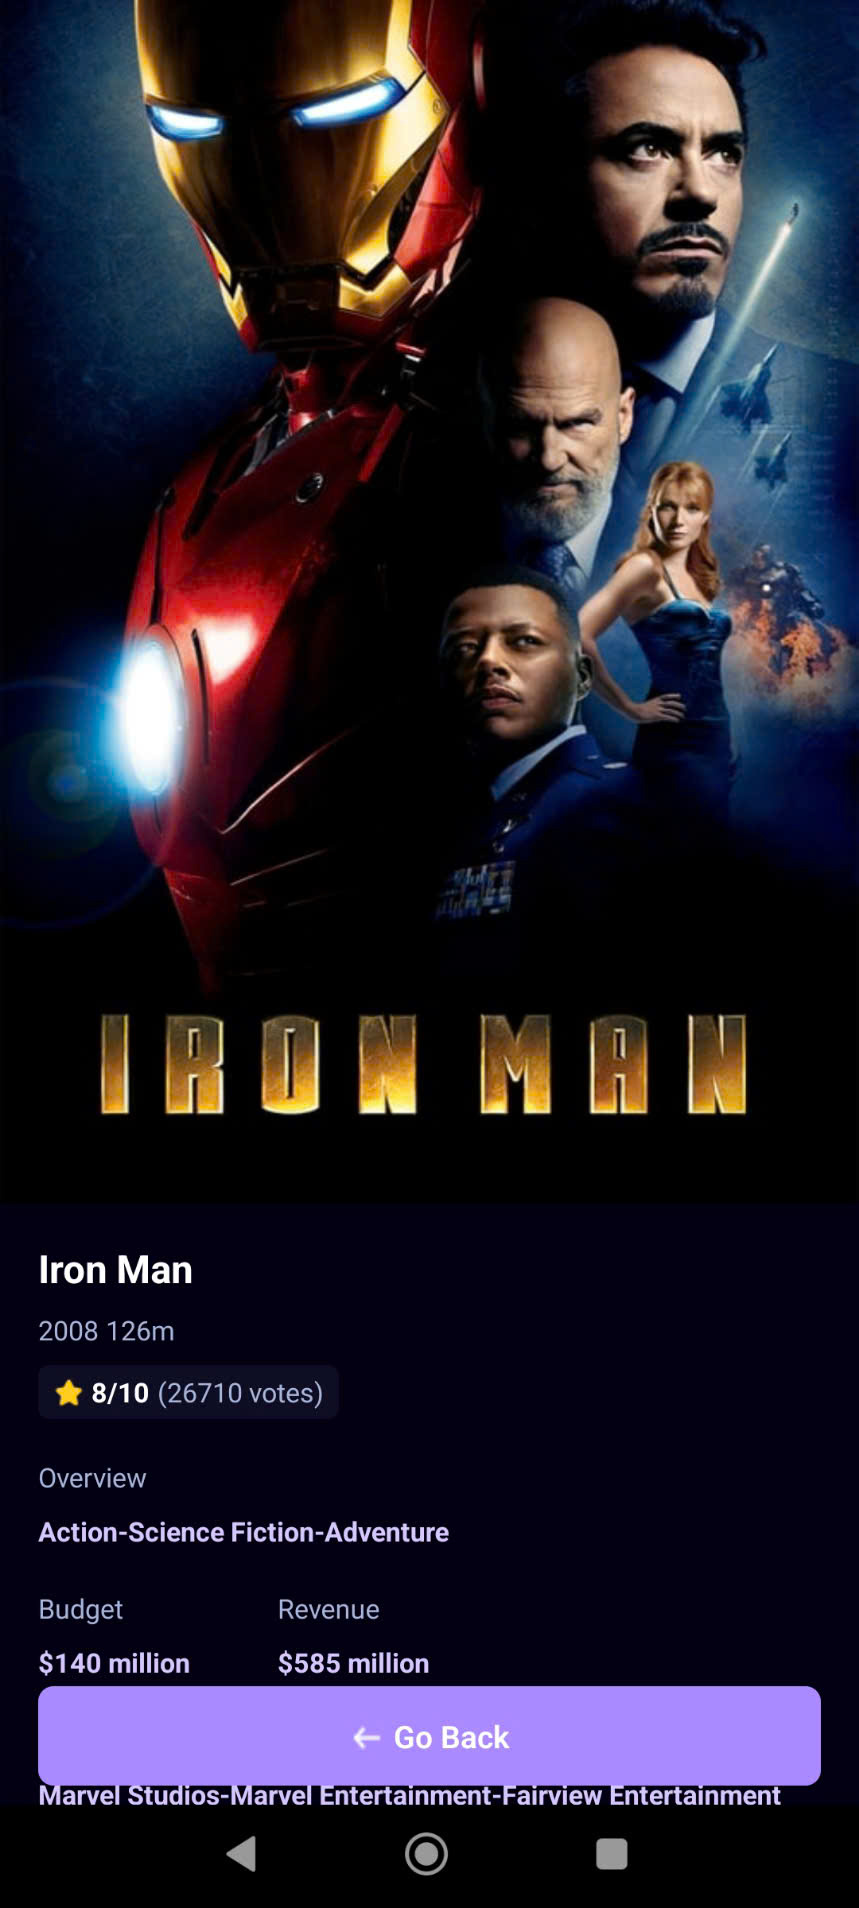 IRON MAN
Iron Man
2008 126m
8/10 (26710 votes)
Overview
Action-Science Fiction-Adventure
Budget Revenue
$140 million $585 million
← Go Back
Marvel Studios-Marvel Entertainment-Fairview Entertainment